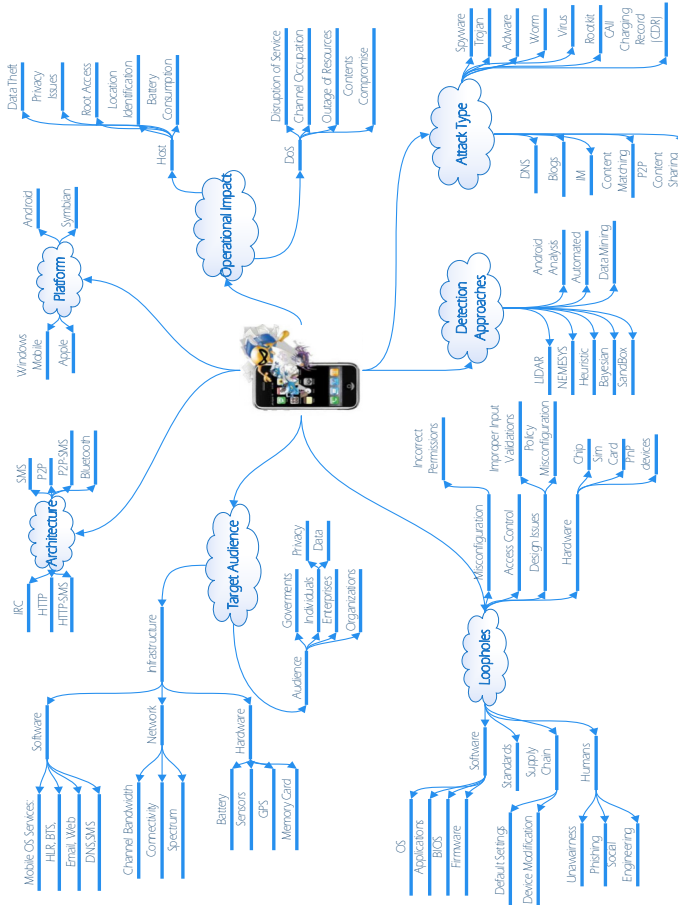 Data Theft
Privacy
Issues
Root Access
Location
Identification
Battery
Consumption
Host
Disruption of Service
Channel Occupation
Outage of Resources
Contents
Compromise
DoS
Operational Impact
Spyware
Trojan
Adware
Worm
Virus
Rootkit
CAll
Charging
Record
(CDR)
Attack Type
DNS
Blogs
IM
Content
Matching
P2P
Content
Sharing
Android
Symbian
Platform
Windows
Mobile
Apple
Android
Analysis
Automated
Data Mining
Detection
Approaches
LIDAR
NEMESYS
Heuristic
Bayesian
SandBox
SMS
P2P
P2P-SMS
Bluetooth
Architecture
IRC
HTTP
HTTP-SMS
Target Audience
Infrastructure
Software
Mobile OS Services:
HLR, BTS,
Email, Web
DNS,SMS
Network
Channel Bandwidth
Connectivity
Spectrum
Hardware
Battery
Sensors
GPS
Memory Card
Audience
Goverments
Individuals
Enterprises
Organizations
Privacy
Data
Incorrect
Permissions
Improper Input
Validations
Policy
Misconfiguration
Chip
Sim
Card
PnP
devices
Misconfiguration
Access Control
Design Issues
Hardware
Loopholes
Software
OS
Applications
BIOS
Firmware
Standards
Supply
Chain
Default Settings
Device Modification
Humans
Unawairness
Phishing
Social
Engineering